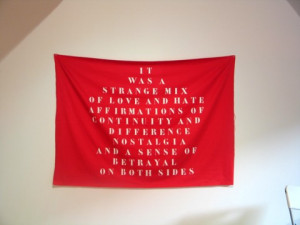 IT
WAS A
STRANGE MIX
OF LOVE AND HATE
AFFIRMATIONS OF
CONTINUITY AND
DIFFERENCE
NOSTALGIA
AND A SENSE OF
BETRAYAL
ON BOTH SIDES